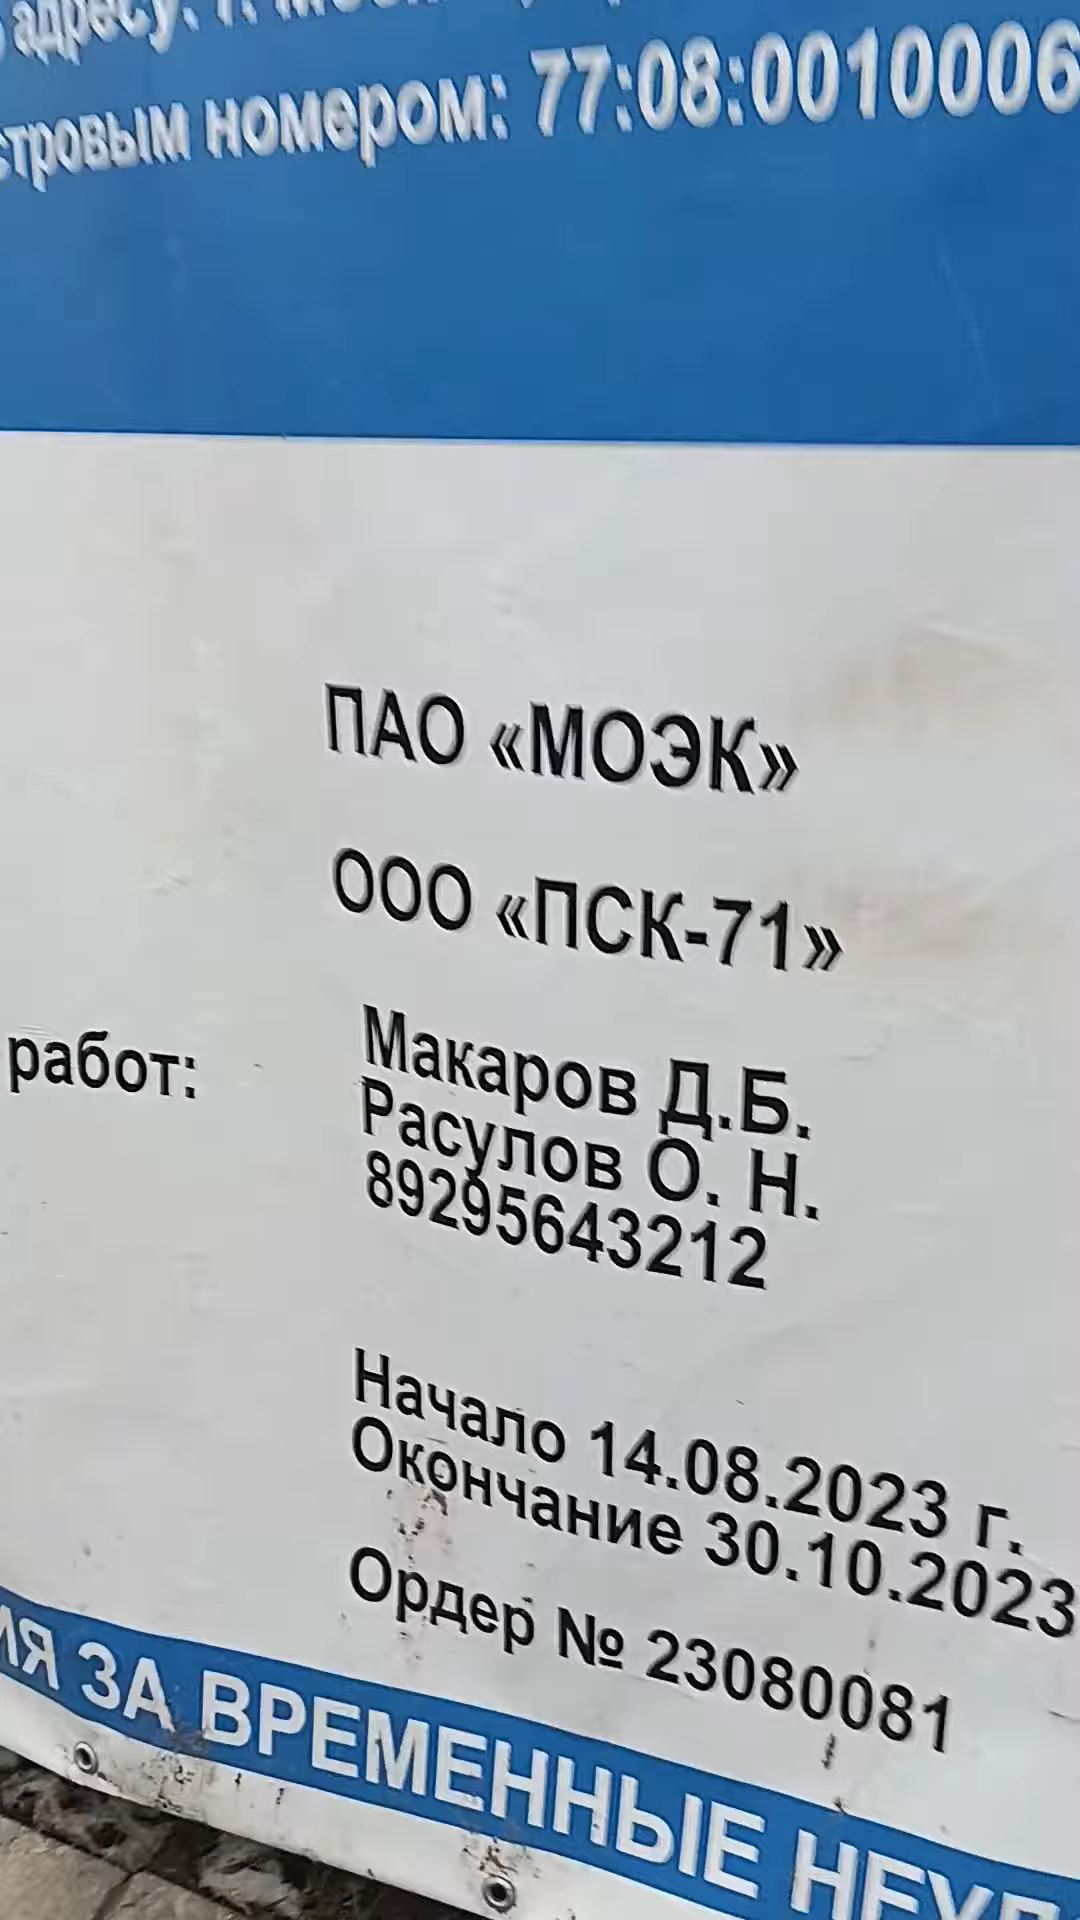 адресу: г.
стровым номером: 77:08:0010006
ПАО «МОЭК»
ООО «ПСК-71»
работ:
Макаров Д.Б.
Расулов О. Н.
89295643212
Начало 14.08.2023 г.
Окончание 30.10.2023
Ордер № 23080081
ИЯ ЗА ВРЕМЕННЫЕ НЕУД